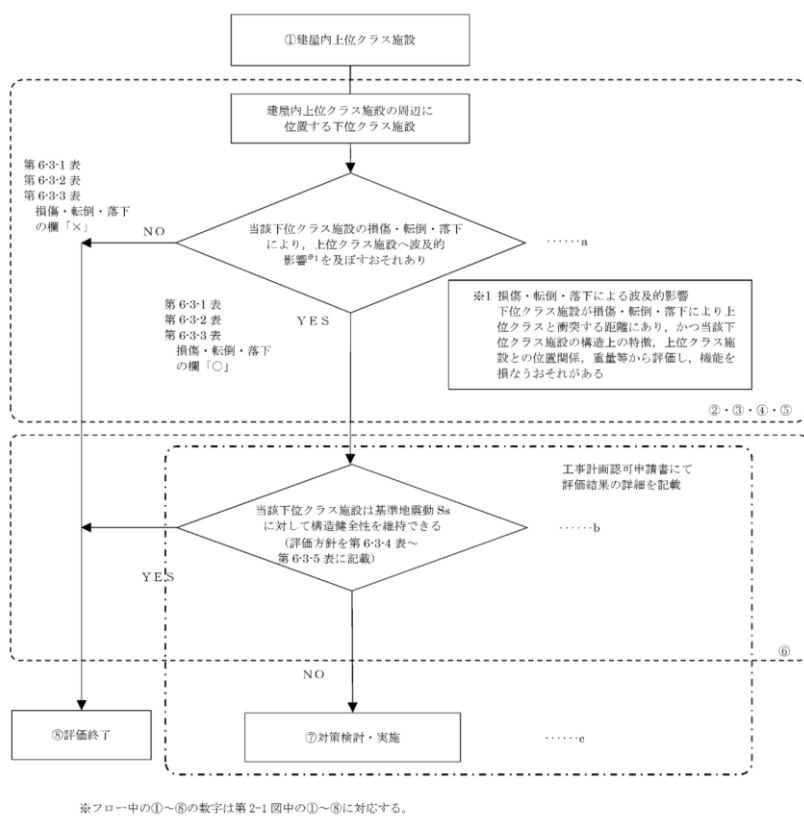 ①建屋内上位クラス施設
建屋内上位クラス施設の周辺に
位置する下位クラス施設
第 6-3-1 表
第 6-3-2 表
第 6-3-3 表
損傷・転倒・落下
の欄「×」
NO
当該下位クラス施設の損傷・転倒・落下
により，上位クラス施設へ波及的
影響※1を及ぼすおそれあり
……a
第 6-3-1 表
第 6-3-2 表
第 6-3-3 表
損傷・転倒・落下
の欄「○」
YES
※1 損傷・転倒・落下による波及的影響
下位クラス施設が損傷・転倒・落下により上
位クラスと衝突する距離にあり，かつ当該下
位クラス施設の構造上の特徴，上位クラス施
設との位置関係，重量等から評価し，機能を
損なうおそれがある
②・③・④・⑤
工事計画認可申請書にて
評価結果の詳細を記載
当該下位クラス施設は基準地震動 Ss
に対して構造健全性を維持できる
（評価方針を第 6-3-4 表～
第 6-3-5 表に記載）
……b
YES
⑥
NO
⑧評価終了
⑦対策検討・実施
……c
※フロー中の①～⑧の数字は第 2-1 図中の①～⑧に対応する。